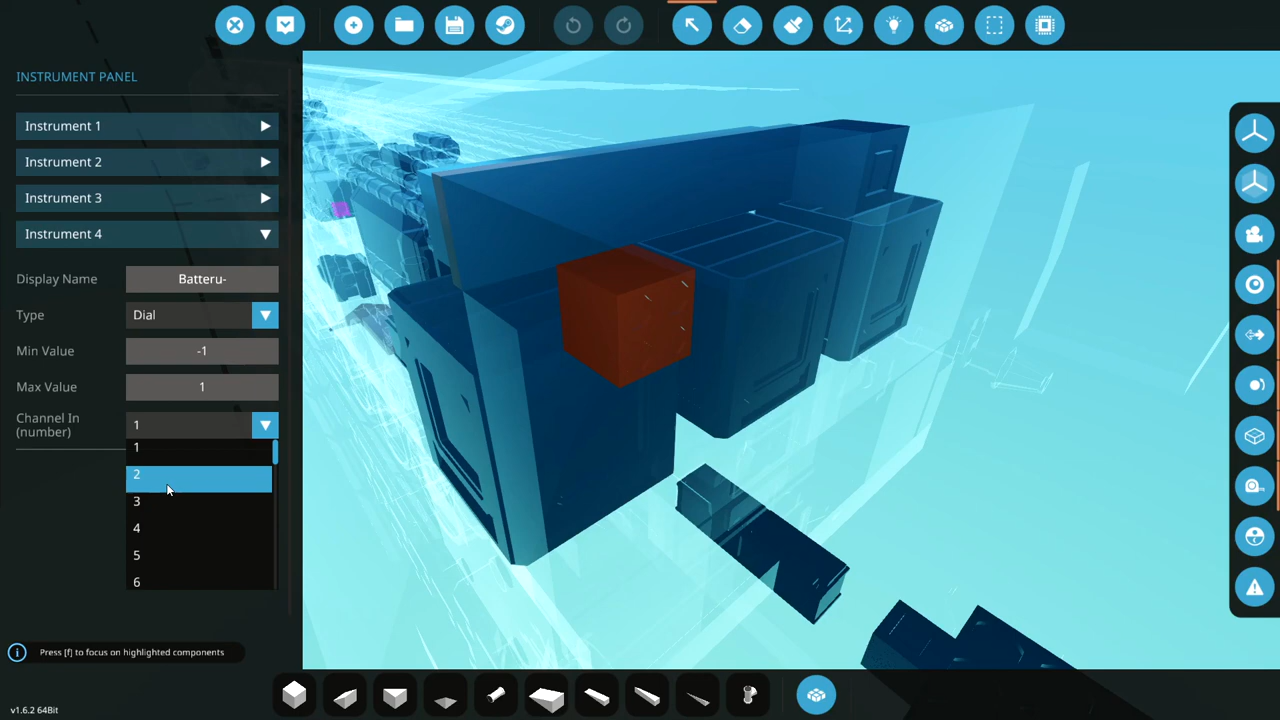 INSTRUMENT PANEL
Instrument 1
Instrument 2
Instrument 3
Instrument 4
Display Name
Batteru-
Type
Dial
Min Value
-1
Max Value
1
Channel In
(number)
1
1
2
3
4
5
6
Press [f] to focus on highlighted components
v1.6.2 64Bit